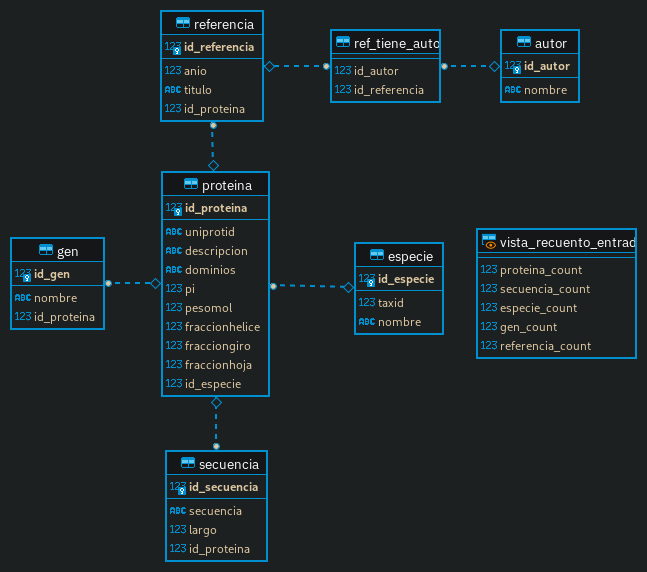 referencia
123 id_referencia
123 anio
ABC titulo
123 id_proteina
ref_tiene_auto
123 id_autor
123 id_referencia
autor
123 id_autor
ABC nombre
proteina
123 id_proteina
ABC uniprotid
ABC descripcion
ABC dominios
123 pi
123 pesomol
123 fraccionhelice
123 fracciongiro
123 fraccionhoja
123 id_especie
gen
123 id_gen
ABC nombre
123 id_proteina
especie
123 id_especie
123 taxid
ABC nombre
vista_recuento_entrad
123 proteina_count
123 secuencia_count
123 especie_count
123 gen_count
123 referencia_count
secuencia
123 id_secuencia
ABC secuencia
123 largo
123 id_proteina